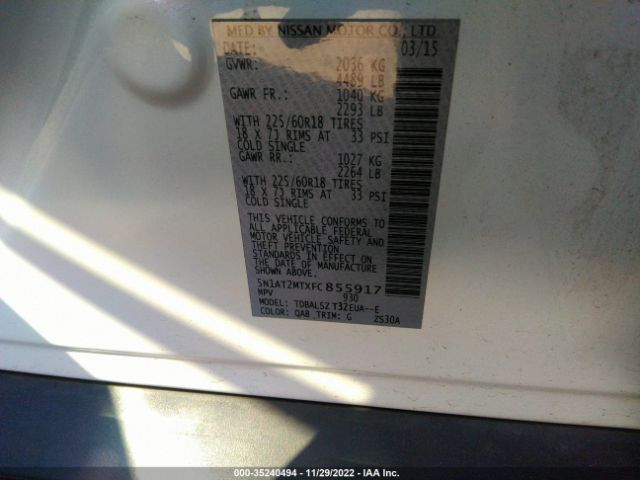 MFD BY NISSAN MOTOR CO., LTD.
DATE: 03/15
GVWR: 2036 KG
4489 LB
GAWR FR.: 1040 KG
2293 LB
WITH 225/60R18 TIRES
18 X 7J RIMS AT 33 PSI
COLD SINGLE
GAWR RR.: 1027 KG
2264 LB
WITH 225/60R18 TIRES
18 X 7J RIMS AT 33 PSI
COLD SINGLE
THIS VEHICLE CONFORMS TO
ALL APPLICABLE FEDERAL
MOTOR VEHICLE SAFETY AND
THEFT PREVENTION
STANDARDS IN EFFECT ON
THE DATE OF MANUFACTURE
SHOWN ABOVE.
5N1AT2MTXFC855917
MPV 930
MODEL: TDBALSZ T32EUA--E
COLOR: QAB TRIM: G ZS30A
000-35240494 - 11/29/2022 - IAA Inc.